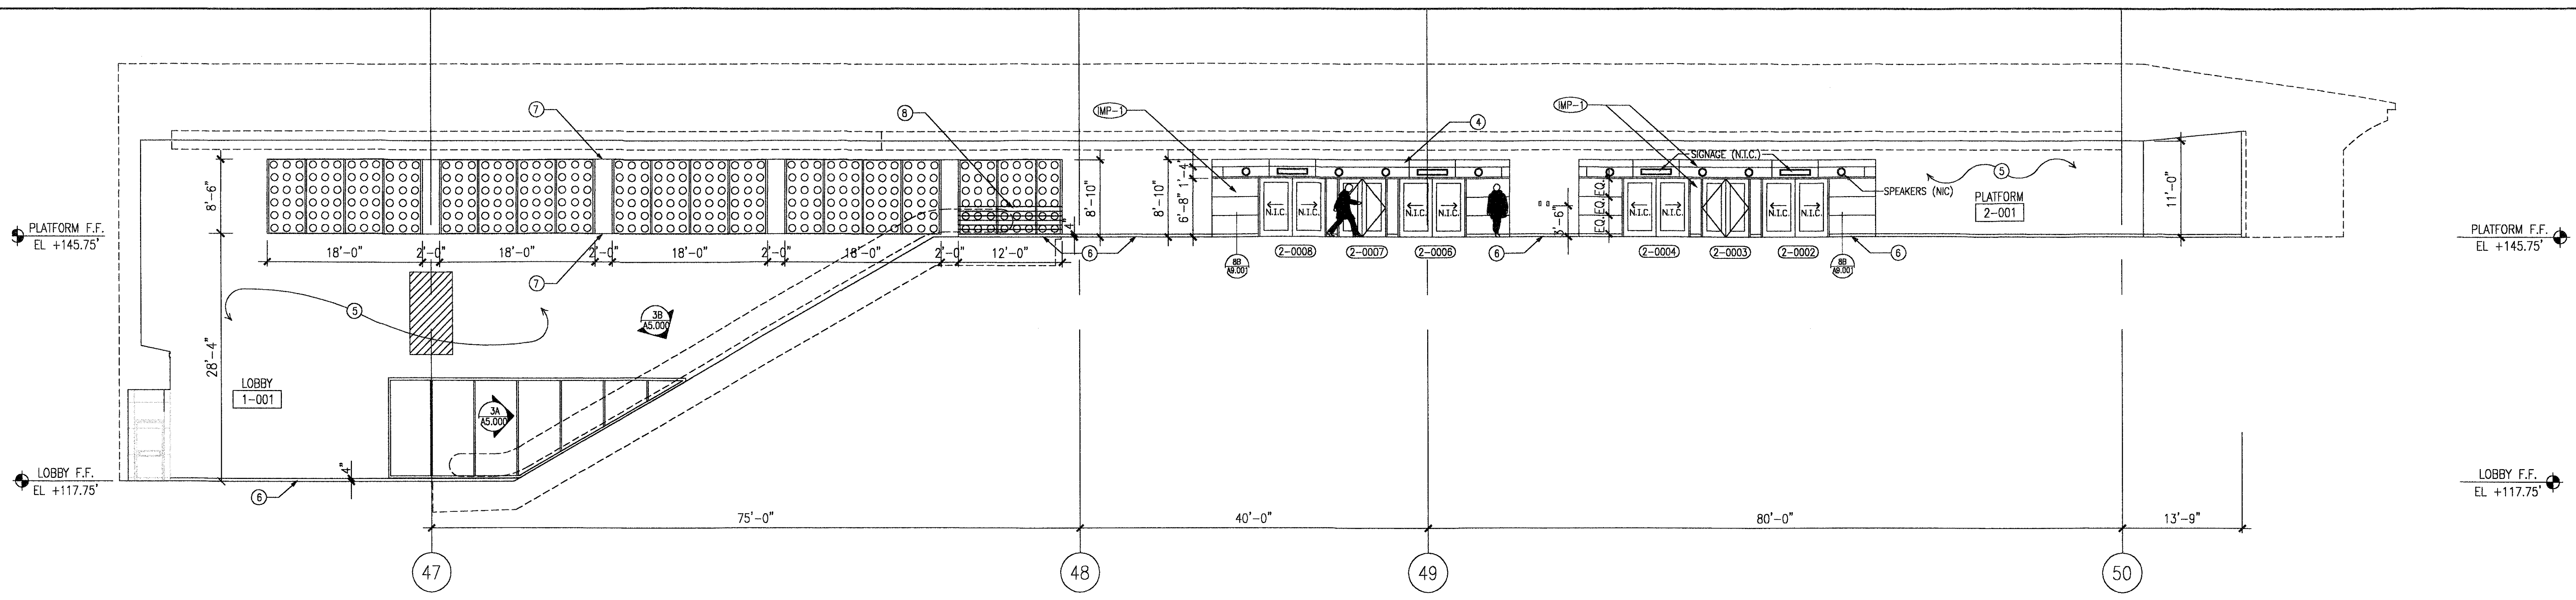 7
8
IMP-1
IMP-1
4
SIGNAGE (N.I.C.)
5
SPEAKERS (NIC)
PLATFORM
2-001
8'-6"
8'-10"
8'-10"
6'-8"
1'-4"
3'-6"
EQ.
EQ.
EQ.
11'-0"
N.I.C.
N.I.C.
N.I.C.
N.I.C.
N.I.C.
N.I.C.
N.I.C.
N.I.C.
PLATFORM F.F.
EL +145.75'
PLATFORM F.F.
EL +145.75'
18'-0"
2'-0"
18'-0"
2'-0"
18'-0"
2'-0"
18'-0"
2'-0"
12'-0"
4"
6
2-0008
2-0007
2-0006
6
2-0004
2-0003
2-0002
6
8B
A9.001
8B
A9.001
7
5
3B
A5.000
28'-4"
LOBBY
1-001
3A
A5.000
LOBBY F.F.
EL +117.75'
4"
6
LOBBY F.F.
EL +117.75'
75'-0"
40'-0"
80'-0"
13'-9"
47
48
49
50